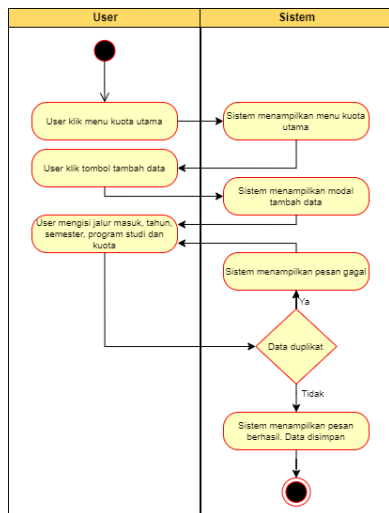 User
Sistem
User klik menu kuota utama
Sistem menampilkan menu kuota
utama
User klik tombol tambah data
Sistem menampilkan modal
tambah data
User mengisi jalur masuk, tahun,
semester, program studi dan
kuota
Sistem menampilkan pesan gagal
Ya
Data duplikat
Tidak
Sistem menampilkan pesan
berhasil. Data disimpan